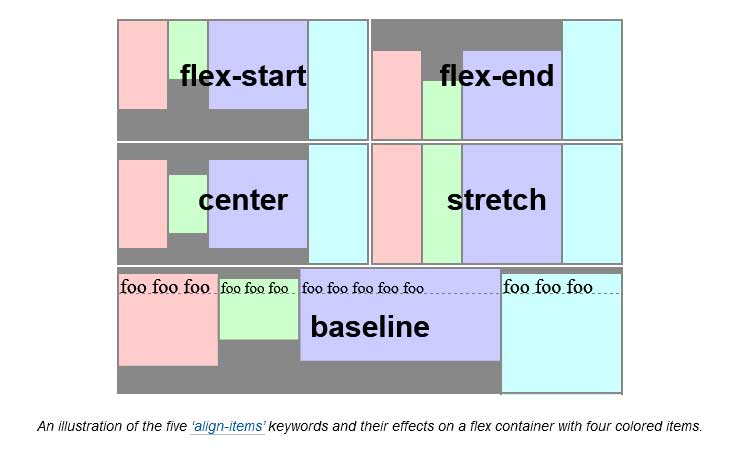 flex-start
flex-end
center
stretch
foo foo foo foo foo foo foo foo foo foo foo foo foo foo
baseline
An illustration of the five ‘align-items’ keywords and their effects on a flex container with four colored items.